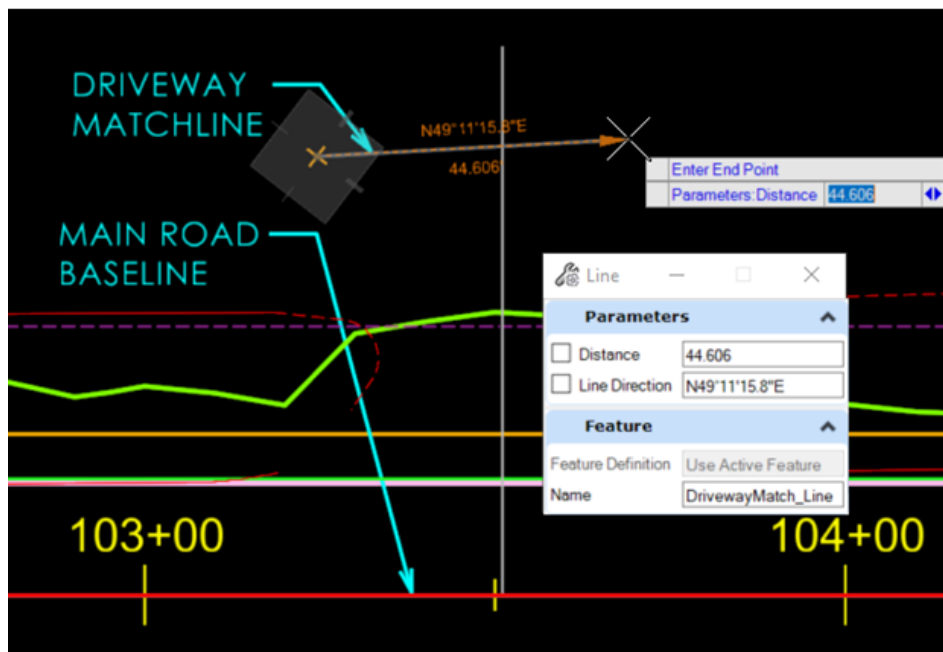 DRIVEWAY
MATCHLINE
N49°11'15.8"E
44.606'
Enter End Point
Parameters:Distance 44.606
MAIN ROAD
BASELINE
Line
Parameters
Distance 44.606
Line Direction N49°11'15.8"E
Feature
Feature Definition Use Active Feature
Name DrivewayMatch_Line
103+00
104+00